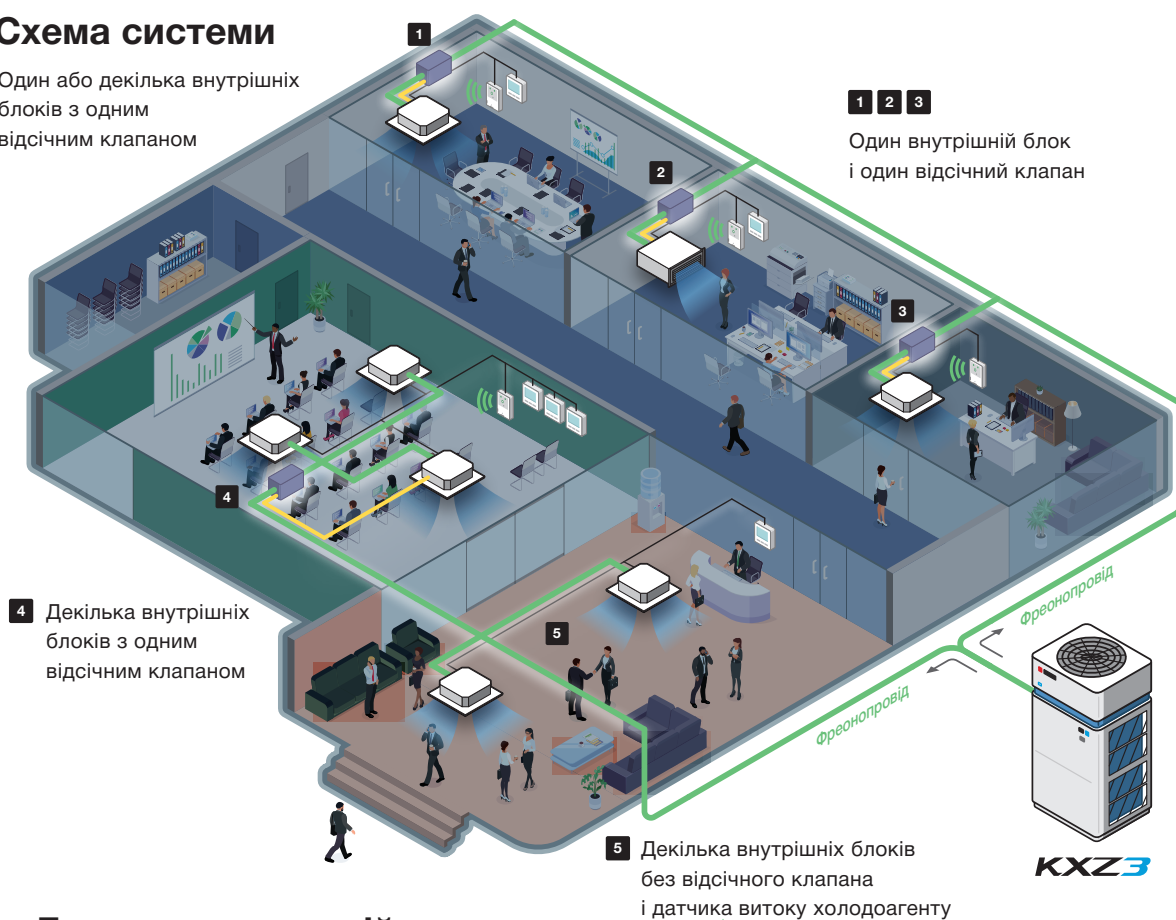 Схема системи
Один або декілька внутрішніх
блоків з одним
відсічним клапаном
1
1 2 3
Один внутрішній блок
і один відсічний клапан
2
3
4
4 Декілька внутрішніх
блоків з одним
відсічним клапаном
5
Фреонопровід
Фреонопровід
KXZ3
5 Декілька внутрішніх блоків
без відсічного клапана
і датчика витоку холодоагенту